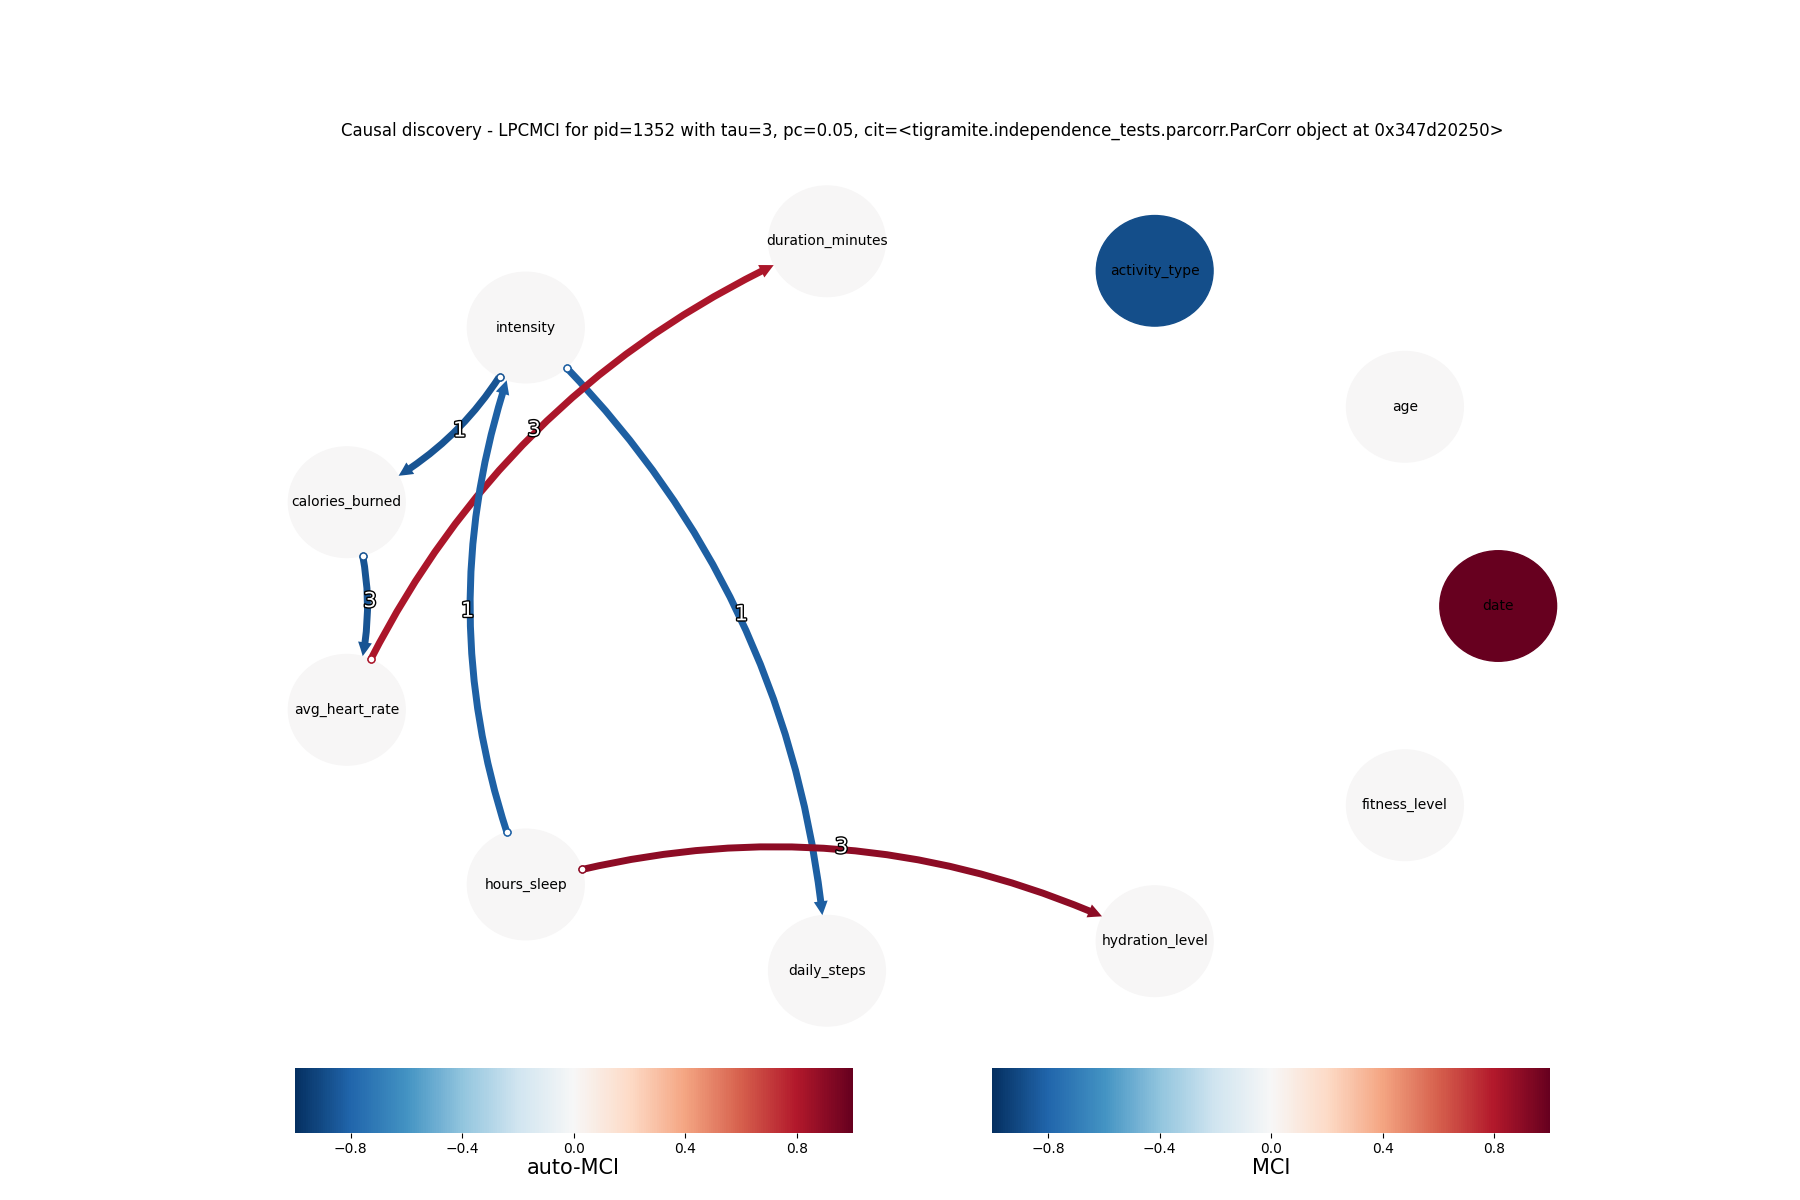 Causal discovery - LPCMCI for pid=1352 with tau=3, pc=0.05, cit=<tigramite.independence_tests.parcorr.ParCorr object at 0x347d20250>
duration_minutes
activity_type
intensity
age
1
3
calories_burned
3
date
1
1
avg_heart_rate
fitness_level
3
hours_sleep
hydration_level
daily_steps
−0.8 −0.4 0.0 0.4 0.8
auto-MCI
−0.8 −0.4 0.0 0.4 0.8
MCI